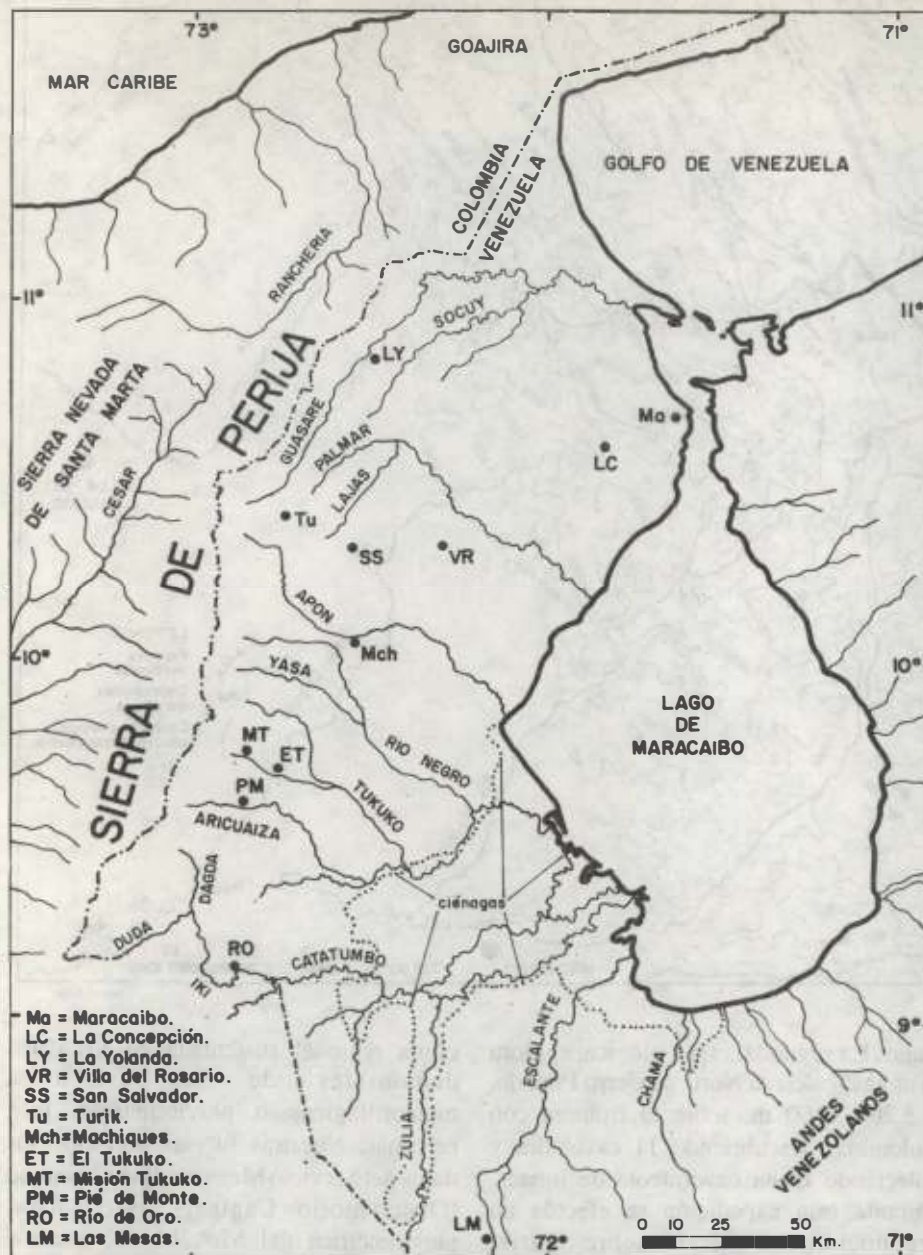 73°
71°
GOAJIRA
MAR CARIBE
GOLFO DE VENEZUELA
COLOMBIA
VENEZUELA
RANCHERIA
11°
11°
SOCUY
LY
GUASARE
SIERRA DE PERIJA
SIERRA NEVADA
DE SANTA MARTA
CESAR
PALMAR
LAJAS
Ma
LC
Tu
SS
VR
APON
Mch
10°
10°
YASA
LAGO
DE
MARACAIBO
MT
ET
RIO NEGRO
PM
TUKUKO
ARICUAIZA
DAGDA
ciénagas
DUDA
RO
IKI
CATATUMBO
9°
ESCALANTE
CHAMA
ZULIA
ANDES
VENEZOLANOS
LM
72°
71°
Ma = Maracaibo.
LC = La Concepción.
LY = La Yolanda.
VR = Villa del Rosario.
SS = San Salvador.
Tu = Turik.
Mch = Machiques.
ET = El Tukuko.
MT = Misión Tukuko.
PM = Pie de Monte.
RO = Río de Oro.
LM = Las Mesas.
0 10 30 50
Km.